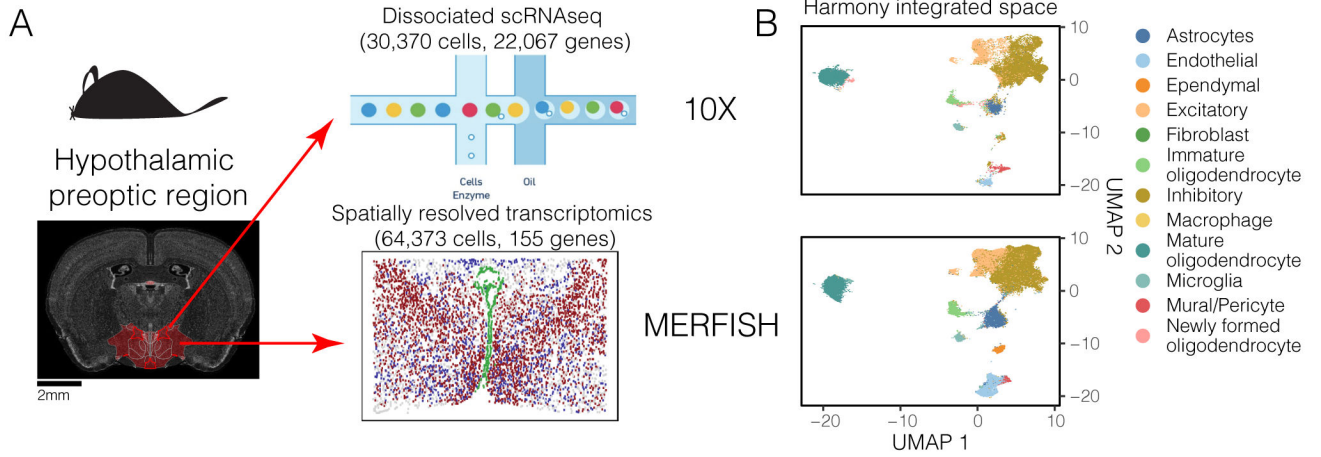 A
Dissociated scRNAseq
(30,370 cells, 22,067 genes)
Hypothalamic
preoptic region
Cells
Enzyme
Oil
10X
Spatially resolved transcriptomics
(64,373 cells, 155 genes)
MERFISH
2mm
B
Harmony integrated space
10
0
−10
−20
10
0
−10
−20
UMAP 2
−20
−10
0
10
UMAP 1
Astrocytes
Endothelial
Ependymal
Excitatory
Fibroblast
Immature
oligodendrocyte
Inhibitory
Macrophage
Mature
oligodendrocyte
Microglia
Mural/Pericyte
Newly formed
oligodendrocyte